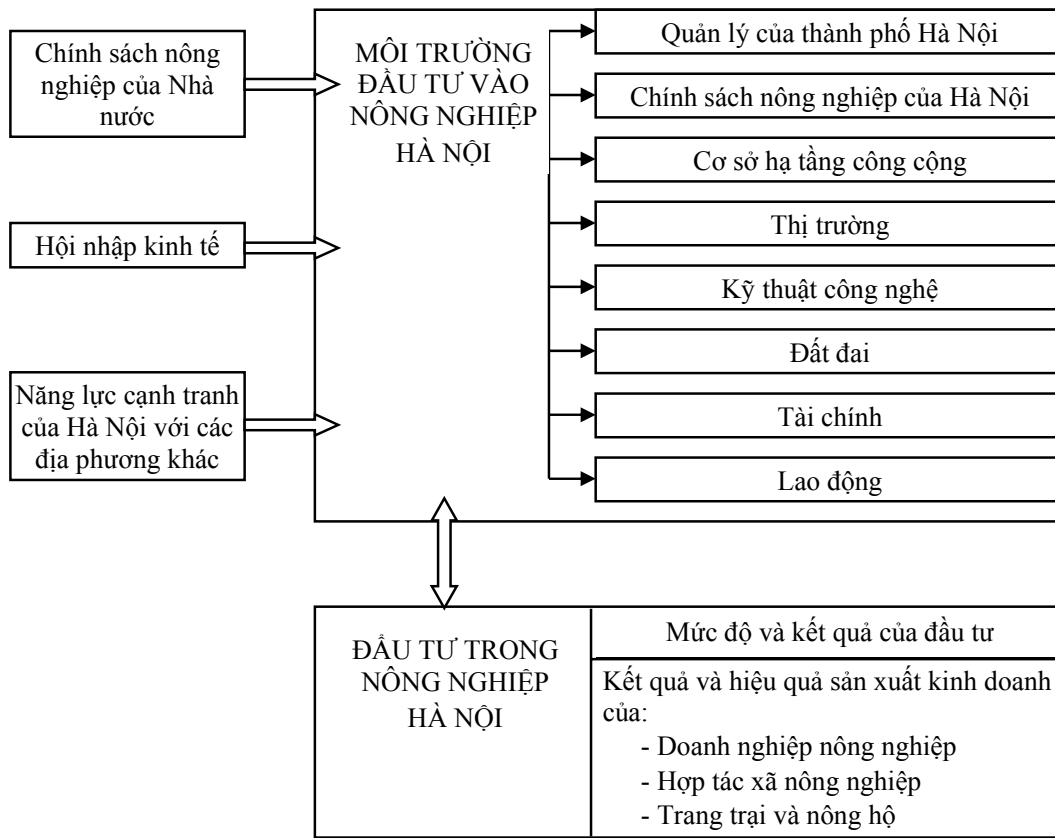 Chính sách nông
nghiệp của Nhà
nước
Hội nhập kinh tế
Năng lực cạnh tranh
của Hà Nội với các
địa phương khác
MÔI TRƯỜNG
ĐẦU TƯ VÀO
NÔNG NGHIỆP
HÀ NỘI
Quản lý của thành phố Hà Nội
Chính sách nông nghiệp của Hà Nội
Cơ sở hạ tầng công cộng
Thị trường
Kỹ thuật công nghệ
Đất đai
Tài chính
Lao động
ĐẦU TƯ TRONG
NÔNG NGHIỆP
HÀ NỘI
Mức độ và kết quả của đầu tư
Kết quả và hiệu quả sản xuất kinh doanh
của:
- Doanh nghiệp nông nghiệp
- Hợp tác xã nông nghiệp
- Trang trại và nông hộ